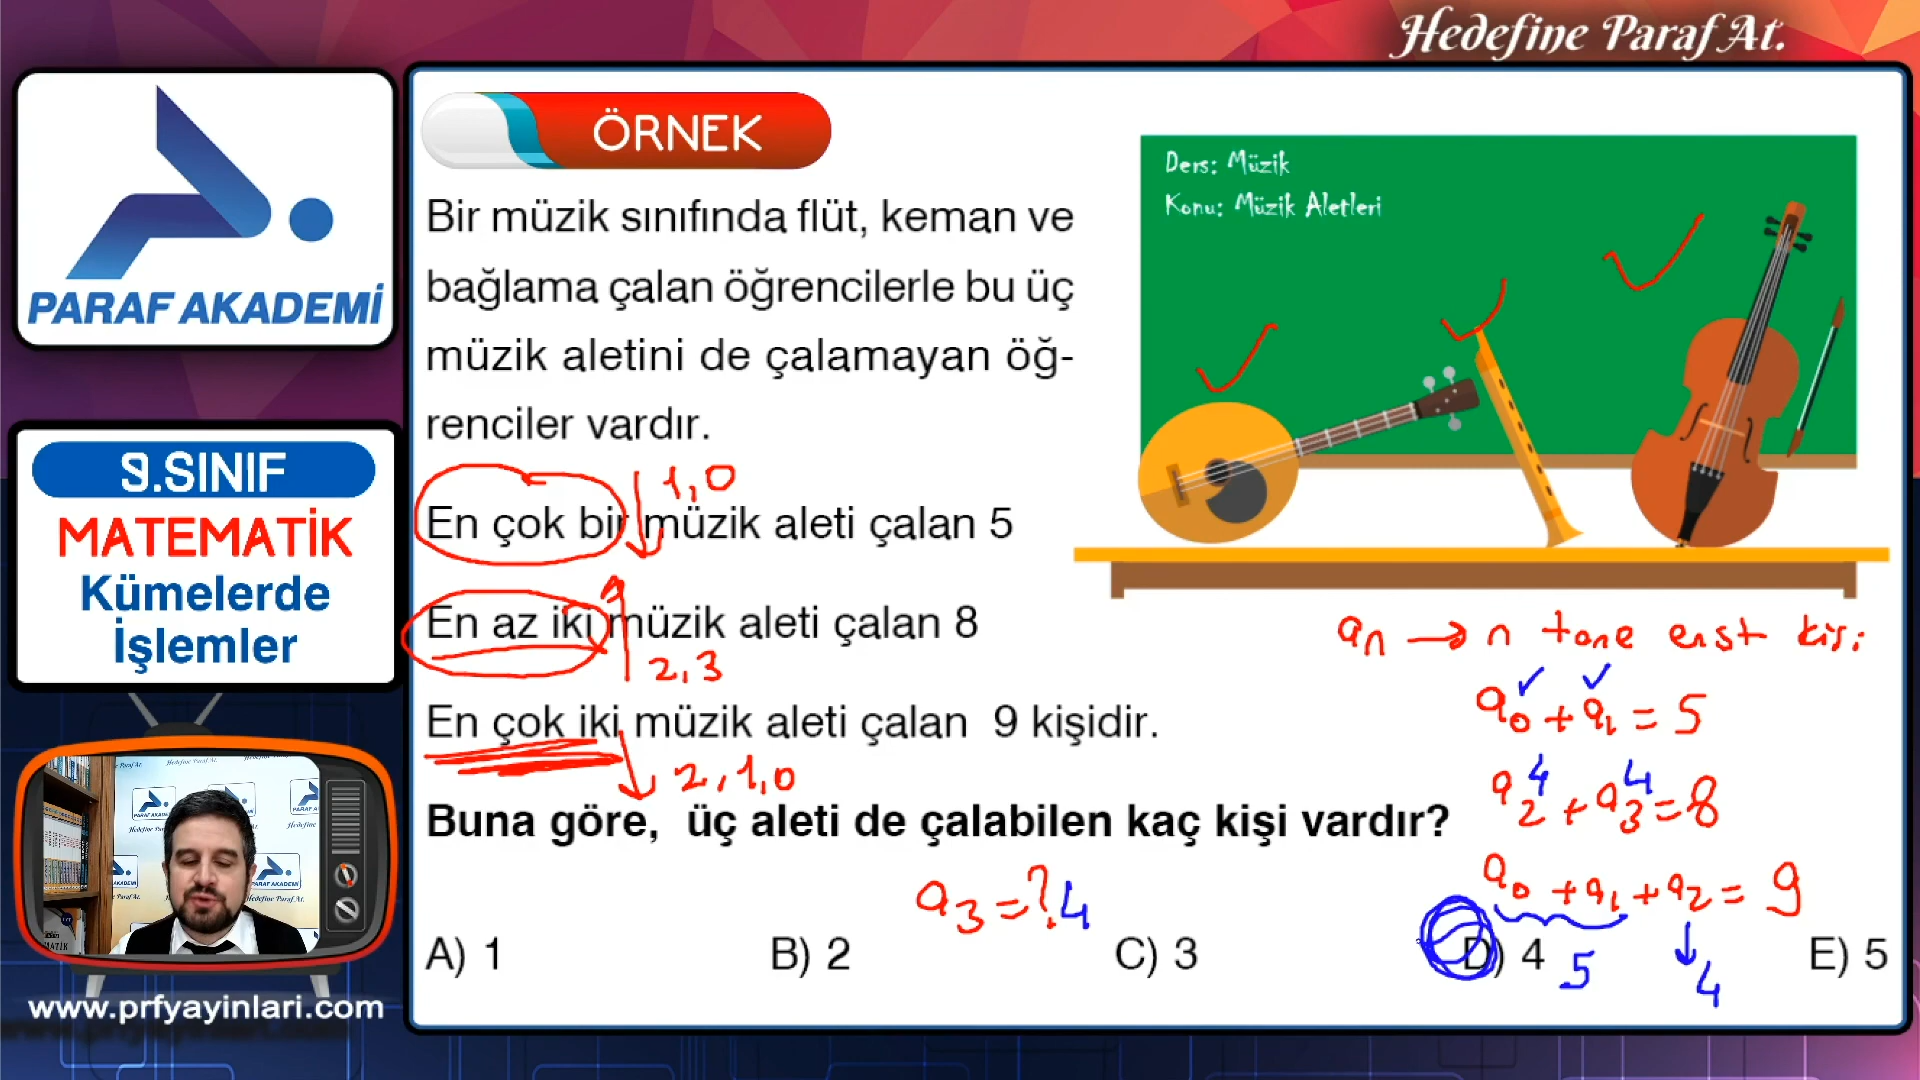 Hedefine Paraf At.
PARAF AKADEMİ
9.SINIF
MATEMATİK
Kümelerde
İşlemler
www.prfyayinlari.com
ÖRNEK
Bir müzik sınıfında flüt, keman ve
bağlama çalan öğrencilerle bu üç
müzik aletini de çalamayan öğ-
renciler vardır.
1,0
En çok bir müzik aleti çalan 5
En az iki müzik aleti çalan 8
2,3
En çok iki müzik aleti çalan 9 kişidir.
2,1,0
Buna göre, üç aleti de çalabilen kaç kişi vardır?
a3=? 4
A) 1
B) 2
C) 3
D) 4
E) 5
Ders: Müzik
Konu: Müzik Aletleri
an → n tane enst kişi
a0 + a1 = 5
4 4
a2 + a3 = 8
a0 + a1 + a2 = 9
5
4